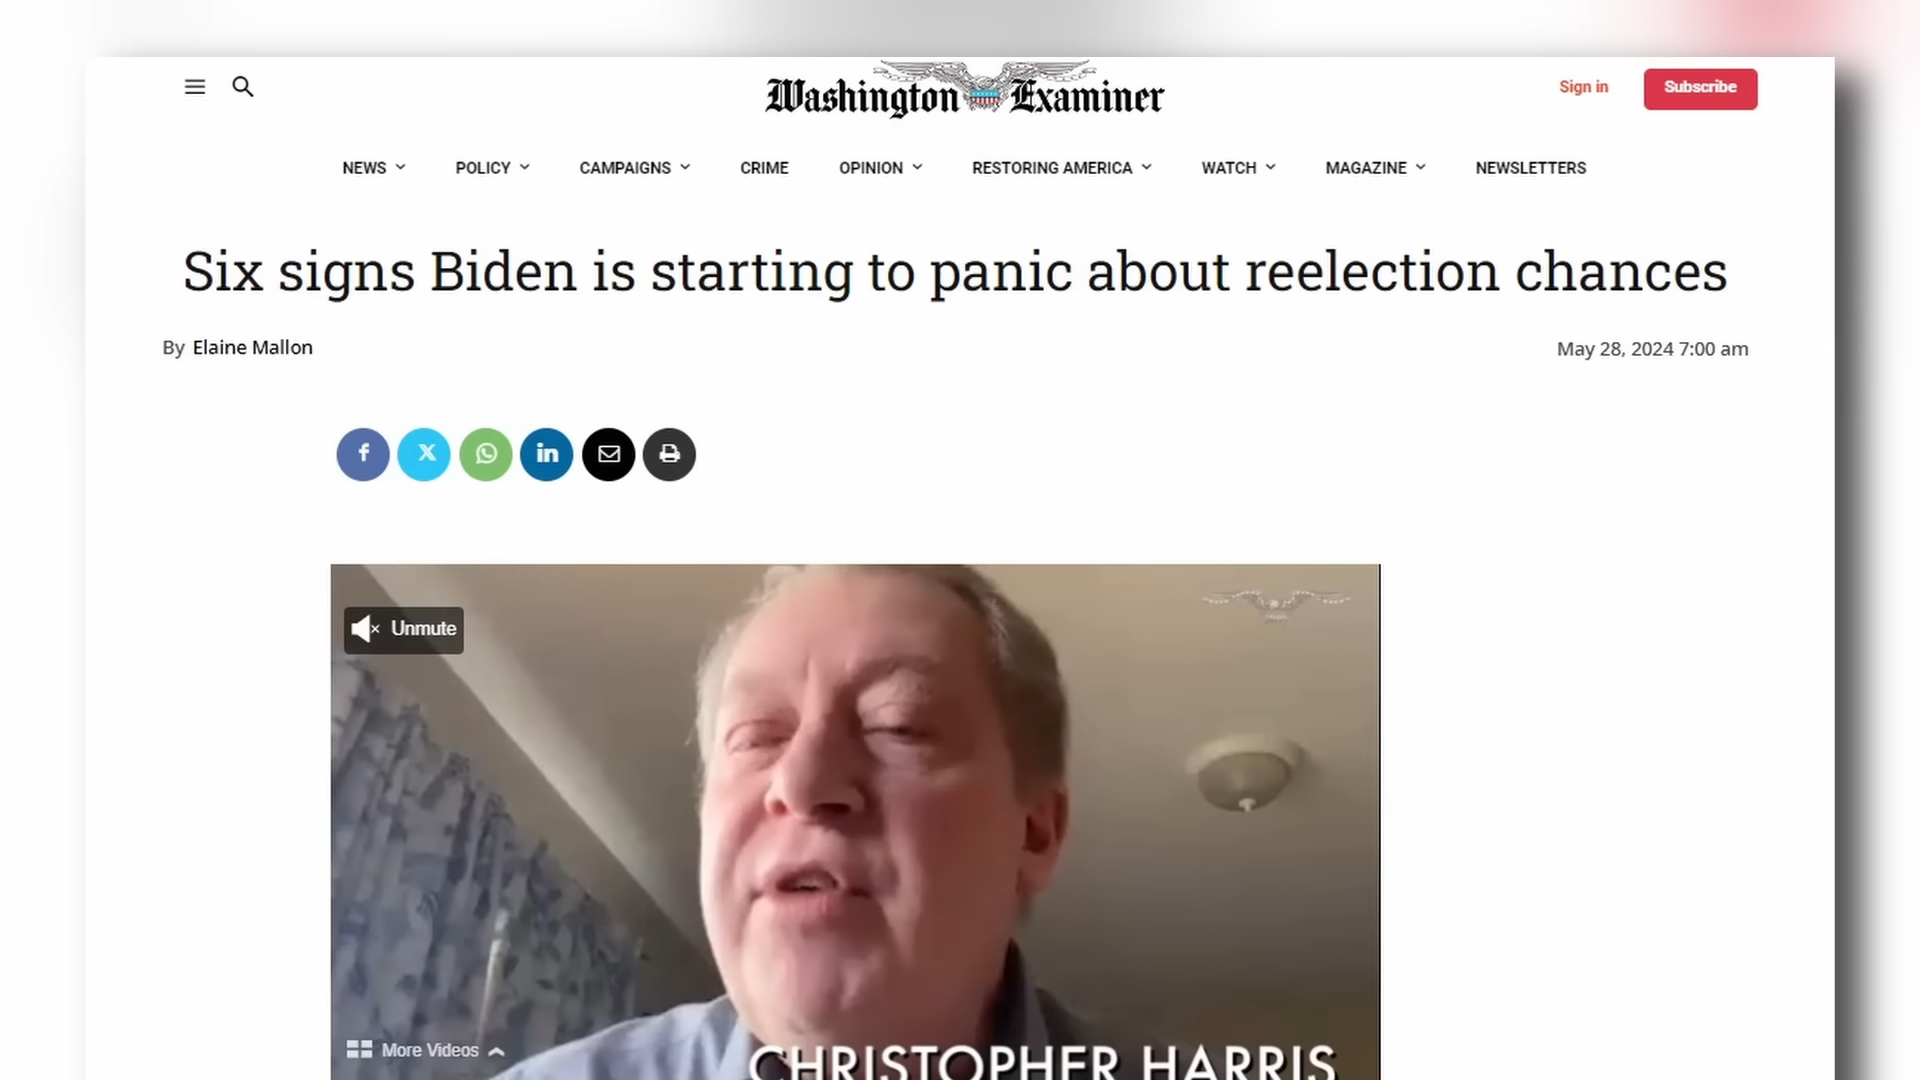 Washington Examiner
Sign in
Subscribe
NEWS POLICY CAMPAIGNS CRIME OPINION RESTORING AMERICA WATCH MAGAZINE NEWSLETTERS
Six signs Biden is starting to panic about reelection chances
By Elaine Mallon
May 28, 2024 7:00 am
f X in
Unmute
More Videos
CHRISTOPHER HARRIS